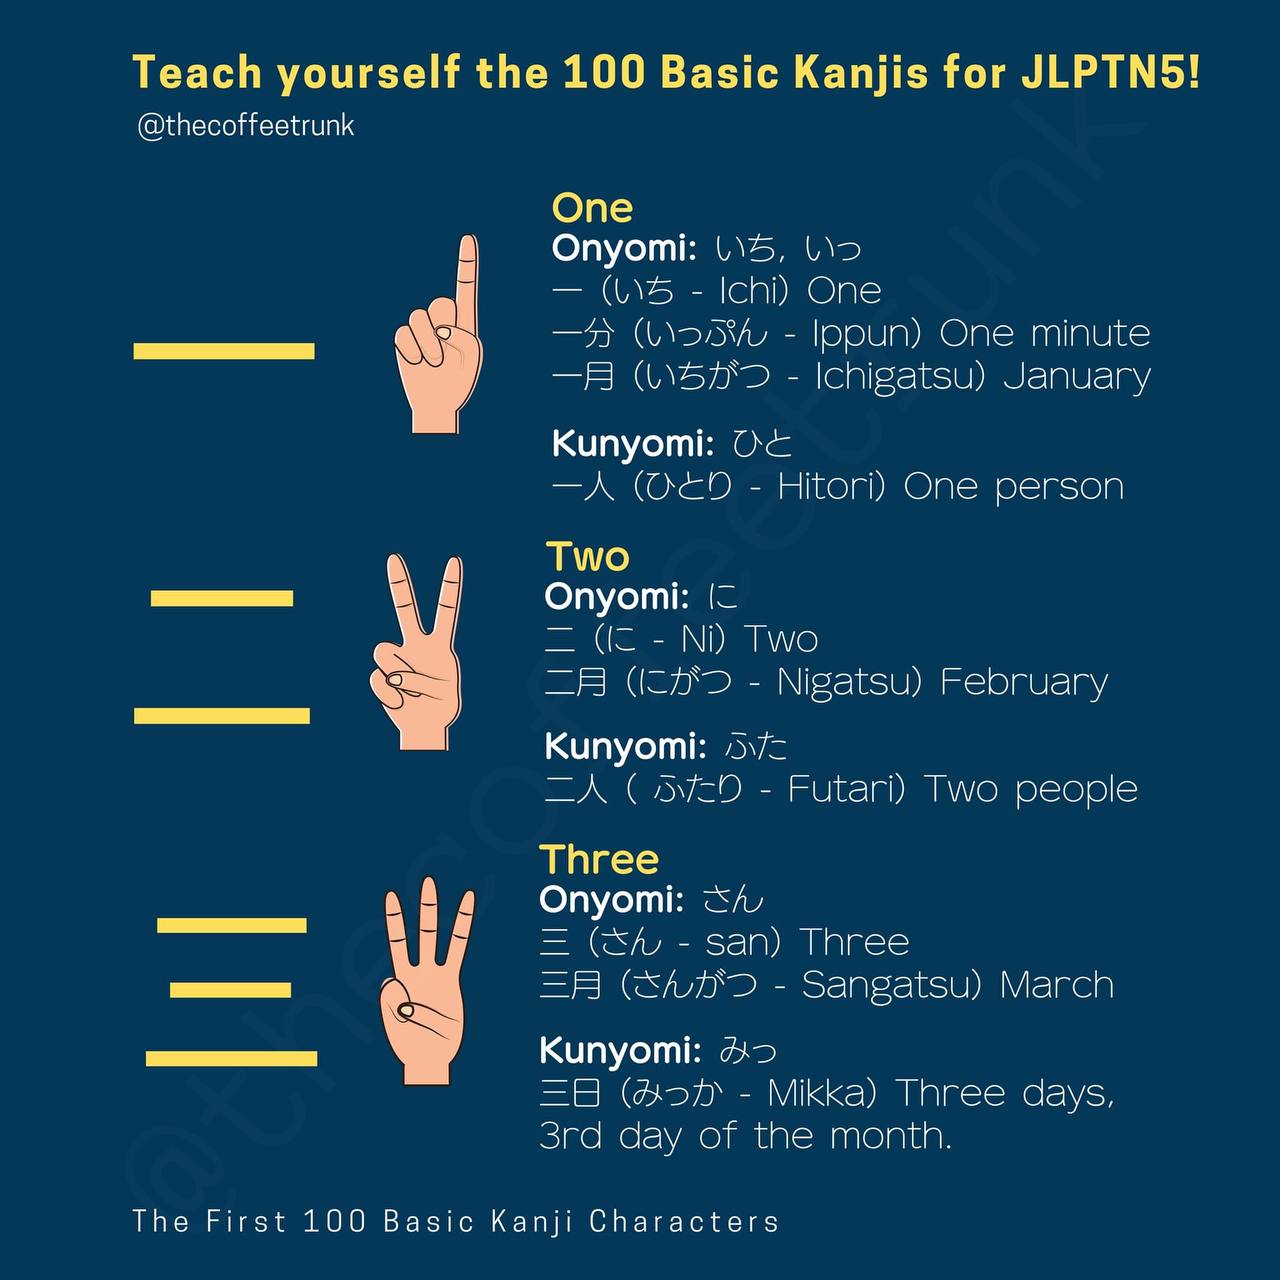 Teach yourself the 100 Basic Kanjis for JLPTN5!
@thecoffeetrunk
One
Onyomi: いち, いっ
一 (いち - Ichi) One
一分 (いっぷん - Ippun) One minute
一月 (いちがつ - Ichigatsu) January
Kunyomi: ひと
一人 (ひとり - Hitori) One person
一
Two
Onyomi: に
二 (に - Ni) Two
二月 (にがつ - Nigatsu) February
Kunyomi: ふた
二人 ( ふたり - Futari) Two people
二
Three
Onyomi: さん
三 (さん - san) Three
三月 (さんがつ - Sangatsu) March
Kunyomi: みっ
三日 (みっか - Mikka) Three days,
3rd day of the month.
三
@thecoffeetrunk
The First 100 Basic Kanji Characters